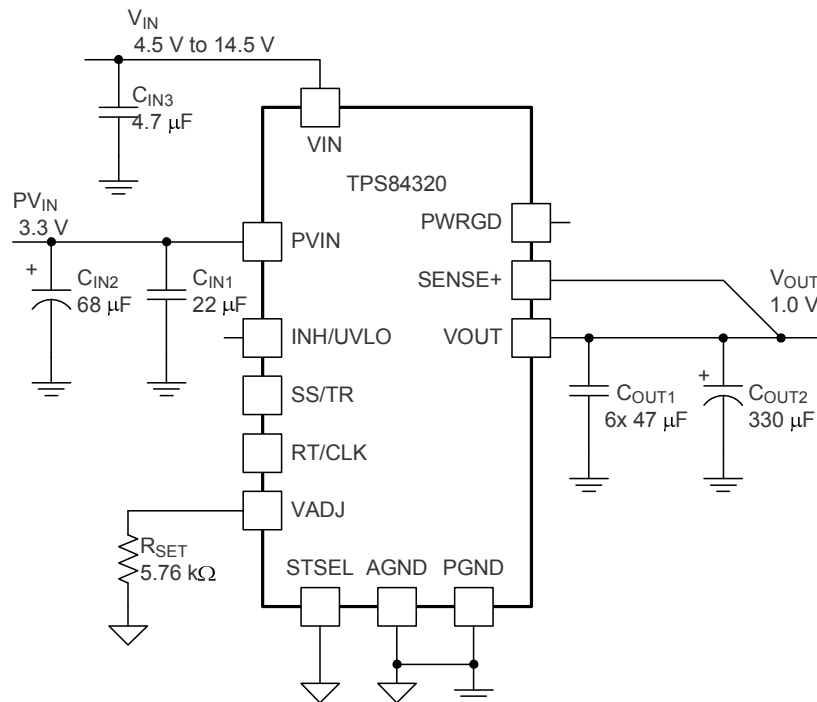 VIN
4.5 V to 14.5 V
CIN3
4.7 μF
VIN
TPS84320
PVIN
3.3 V
PVIN
PWRGD
+
CIN2
68 μF
CIN1
22 μF
SENSE+
VOUT
1.0 V
INH/UVLO
VOUT
SS/TR
COUT1
6x 47 μF
+
COUT2
330 μF
RT/CLK
VADJ
RSET
5.76 kΩ
STSEL
AGND
PGND